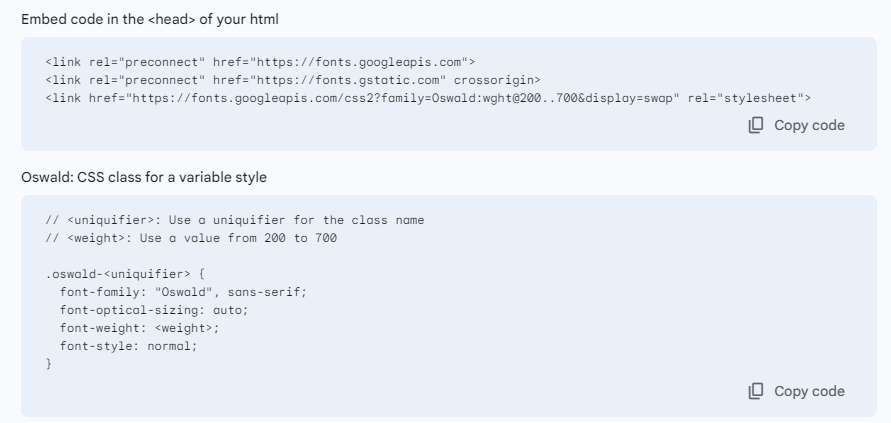 Embed code in the <head> of your html
<link rel="preconnect" href="https://fonts.googleapis.com">
<link rel="preconnect" href="https://fonts.gstatic.com" crossorigin>
<link href="https://fonts.googleapis.com/css2?family=Oswald:wght@200..700&display=swap" rel="stylesheet">
Copy code
Oswald: CSS class for a variable style
// <uniquifier>: Use a uniquifier for the class name
// <weight>: Use a value from 200 to 700
.oswald-<uniquifier> {
  font-family: "Oswald", sans-serif;
  font-optical-sizing: auto;
  font-weight: <weight>;
  font-style: normal;
}
Copy code